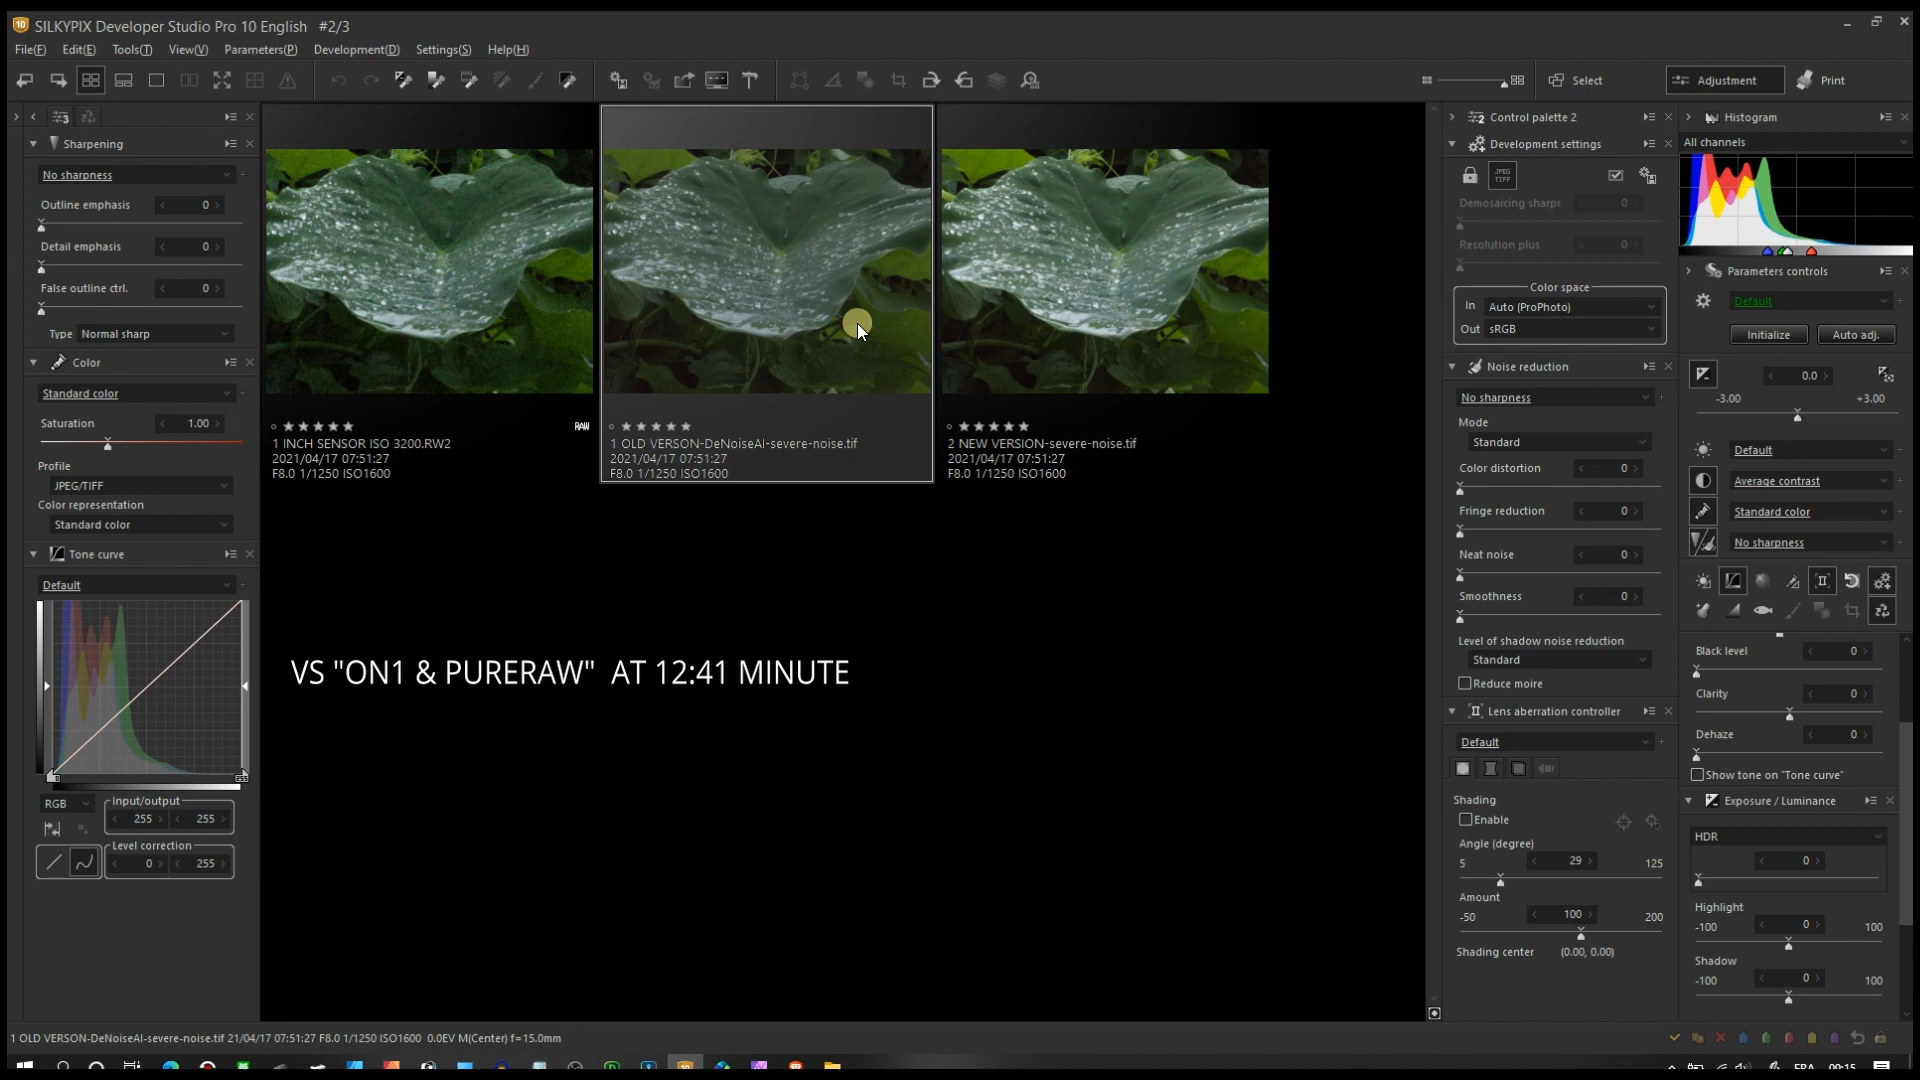 SILKYPIX Developer Studio Pro 10 English #2/3
File(F) Edit(E) Tools(T) View(V) Parameters(P) Development(D) Settings(S) Help(H)
Select Adjustment Print
Sharpening
No sharpness
Outline emphasis 0
Detail emphasis 0
False outline ctrl. 0
Type Normal sharp
Color
Standard color
Saturation 1.00
Profile
JPEG/TIFF
Color representation
Standard color
Tone curve
Default
RGB
Input/output
255 255
Level correction
0 255
1 INCH SENSOR ISO 3200.RW2
RAW
2021/04/17 07:51:27
F8.0 1/1250 ISO1600
1 OLD VERSON-DeNoiseAI-severe-noise.tif
2021/04/17 07:51:27
F8.0 1/1250 ISO1600
2 NEW VERSION-severe-noise.tif
2021/04/17 07:51:27
F8.0 1/1250 ISO1600
VS "ON1 & PURERAW" AT 12:41 MINUTE
Control palette 2
Development settings
JPEG
TIFF
Demosaicing sharpr 0
Resolution plus 0
Color space
In Auto (ProPhoto)
Out sRGB
Noise reduction
No sharpness
Mode
Standard
Color distortion 0
Fringe reduction 0
Neat noise 0
Smoothness 0
Level of shadow noise reduction
Standard
Reduce moire
Lens aberration controller
Default
Shading
Enable
Angle (degree)
5 29 125
Amount
-50 100 200
Shading center (0.00, 0.00)
Histogram
All channels
Parameters controls
Default
Initialize Auto adj.
0.0
-3.00 +3.00
Default
Average contrast
Standard color
No sharpness
Black level 0
Clarity 0
Dehaze 0
Show tone on "Tone curve"
Exposure / Luminance
HDR
0
Highlight
-100 0 100
Shadow
-100 0 100
1 OLD VERSON-DeNoiseAI-severe-noise.tif 21/04/17 07:51:27 F8.0 1/1250 ISO1600 0.0EV M(Center) f=15.0mm
FRA 09:15